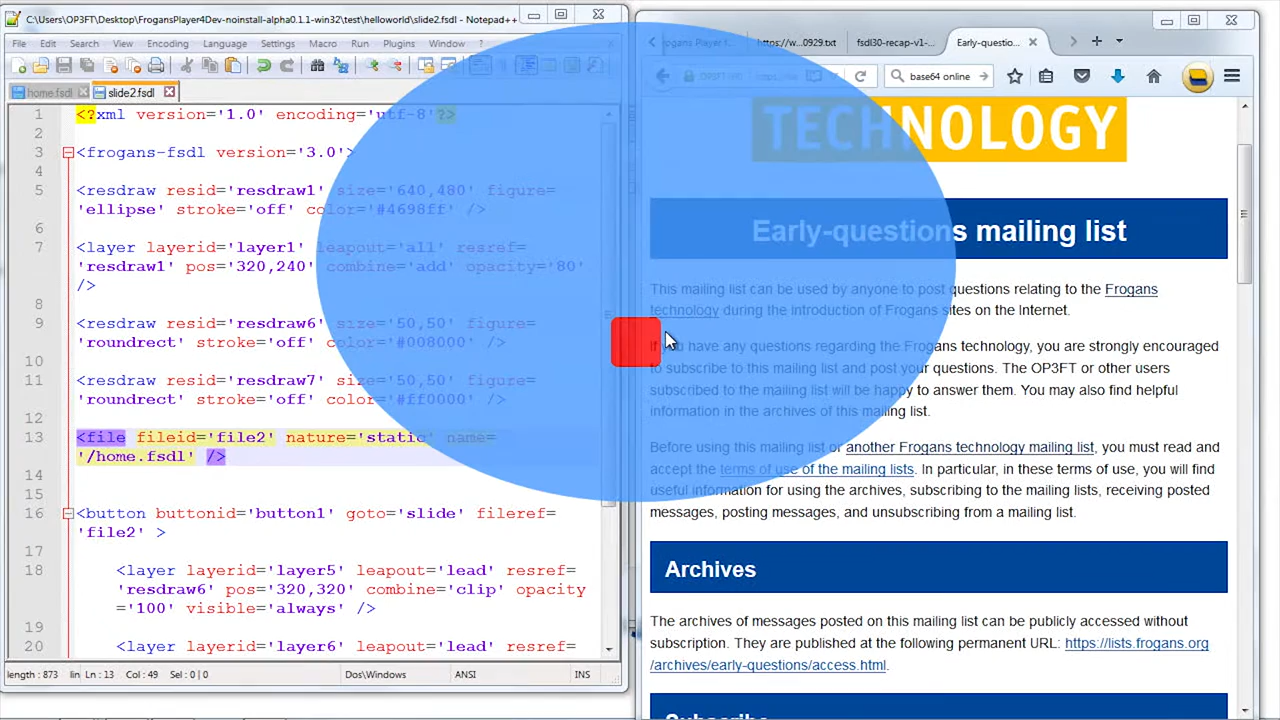 C:\Users\OP3FT\Desktop\FrogansPlayer4Dev-noinstall-alpha0.1.1-win32\test\helloworld\slide2.fsdl - Notepad++
File Edit Search View Encoding Language Settings Macro Run Plugins Window ?
home.fsdl slide2.fsdl
1 <?xml version='1.0' encoding='utf-8'?>
2
3 <frogans-fsdl version='3.0'>
4
5 <resdraw resid='resdraw1' size='640,480' figure=
'ellipse' stroke='off' color='#4698ff' />
6
7 <layer layerid='layer1' leapout='all' resref=
'resdraw1' pos='320,240' combine='add' opacity='80'
/>
8
9 <resdraw resid='resdraw6' size='50,50' figure=
'roundrect' stroke='off' color='#008000' />
10
11 <resdraw resid='resdraw7' size='50,50' figure=
'roundrect' stroke='off' color='#ff0000' />
12
13 <file fileid='file2' nature='static' name=
'/home.fsdl' />
14
15
16 <button buttonid='button1' goto='slide' fileref=
'file2' >
17
18 <layer layerid='layer5' leapout='lead' resref=
'resdraw6' pos='320,320' combine='clip' opacity
='100' visible='always' />
19
20 <layer layerid='layer6' leapout='lead' resref=
length : 873 lin Ln : 13 Col : 49 Sel : 0 | 0 Dos\Windows ANSI INS
https://w...0929.txt fsdl30-recap-v1-... Early-questio...
base64 online
TECHNOLOGY
Early-questions mailing list
This mailing list can be used by anyone to post questions relating to the Frogans
technology during the introduction of Frogans sites on the Internet.
If you have any questions regarding the Frogans technology, you are strongly encouraged
to subscribe to this mailing list and post your questions. The OP3FT or other users
subscribed to the mailing list will be happy to answer them. You may also find helpful
information in the archives of this mailing list.
Before using this mailing list or another Frogans technology mailing list, you must read and
accept the terms of use of the mailing lists. In particular, in these terms of use, you will find
useful information for using the archives, subscribing to the mailing lists, receiving posted
messages, posting messages, and unsubscribing from a mailing list.
Archives
The archives of messages posted on this mailing list can be publicly accessed without
subscription. They are published at the following permanent URL: https://lists.frogans.org
/archives/early-questions/access.html.
Subscribe